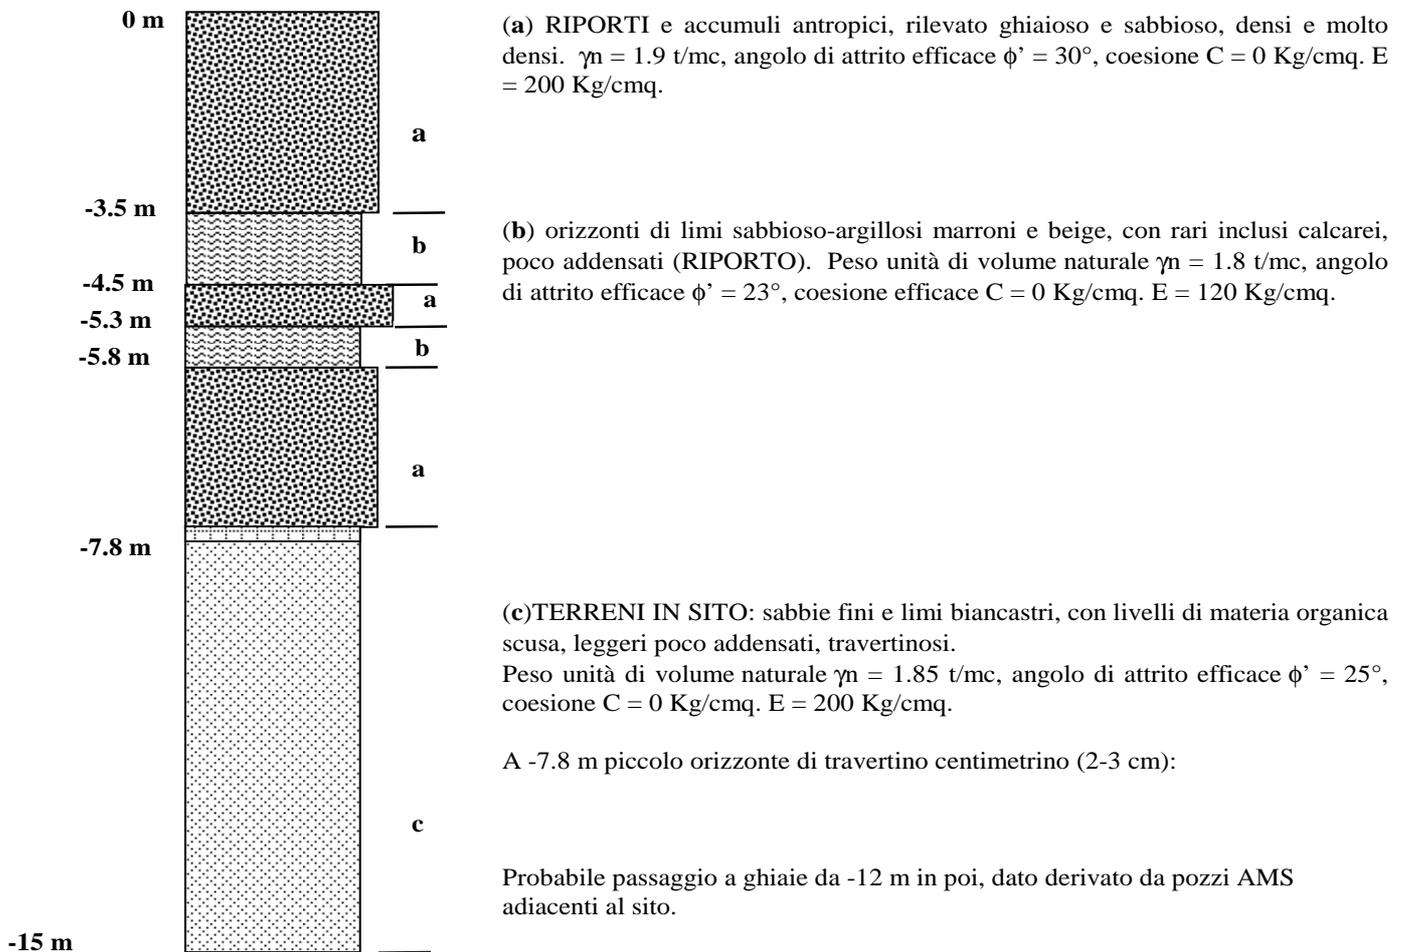 0 m
(a) RIPORTI e accumuli antropici, rilevato ghiaioso e sabbioso, densi e molto
densi. γn = 1.9 t/mc, angolo di attrito efficace ϕ’ = 30°, coesione C = 0 Kg/cmq. E
= 200 Kg/cmq.
a
-3.5 m
(b) orizzonti di limi sabbioso-argillosi marroni e beige, con rari inclusi calcarei,
poco addensati (RIPORTO). Peso unità di volume naturale γn = 1.8 t/mc, angolo
di attrito efficace ϕ’ = 23°, coesione efficace C = 0 Kg/cmq. E = 120 Kg/cmq.
b
-4.5 m
a
-5.3 m
b
-5.8 m
a
-7.8 m
(c)TERRENI IN SITO: sabbie fini e limi biancastri, con livelli di materia organica
scusa, leggeri poco addensati, travertinosi.
Peso unità di volume naturale γn = 1.85 t/mc, angolo di attrito efficace ϕ’ = 25°,
coesione C = 0 Kg/cmq. E = 200 Kg/cmq.
A -7.8 m piccolo orizzonte di travertino centimetrino (2-3 cm):
c
Probabile passaggio a ghiaie da -12 m in poi, dato derivato da pozzi AMS
adiacenti al sito.
-15 m